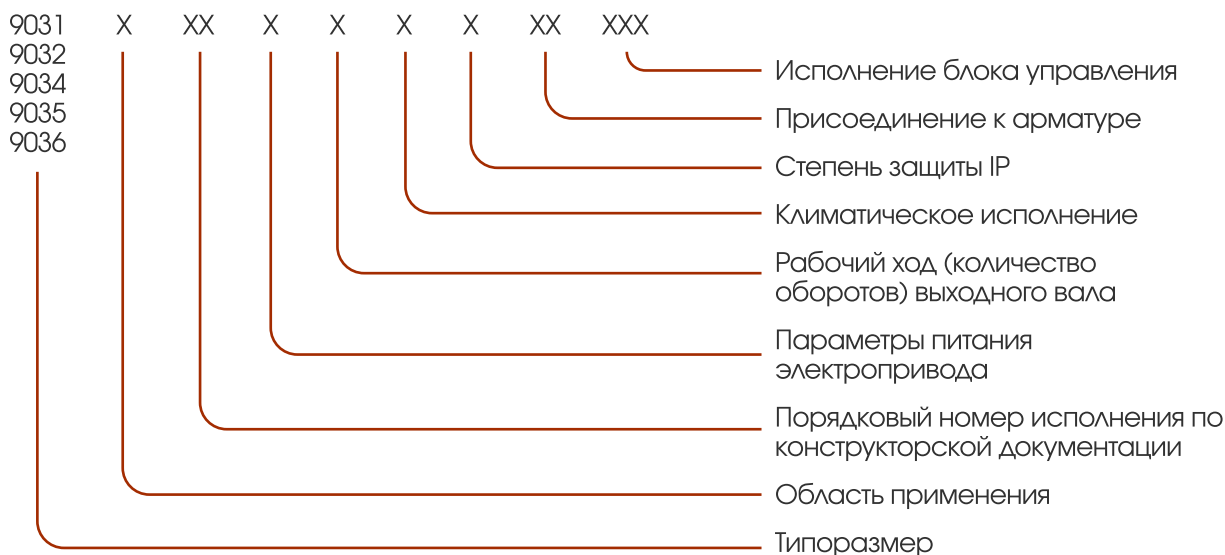 9031 X XX X X X X XX XXX
9032
9034
9035
9036
Исполнение блока управления
Присоединение к арматуре
Степень защиты IP
Климатическое исполнение
Рабочий ход (количество
оборотов) выходного вала
Параметры питания
электропривода
Порядковый номер исполнения по
конструкторской документации
Область применения
Типоразмер